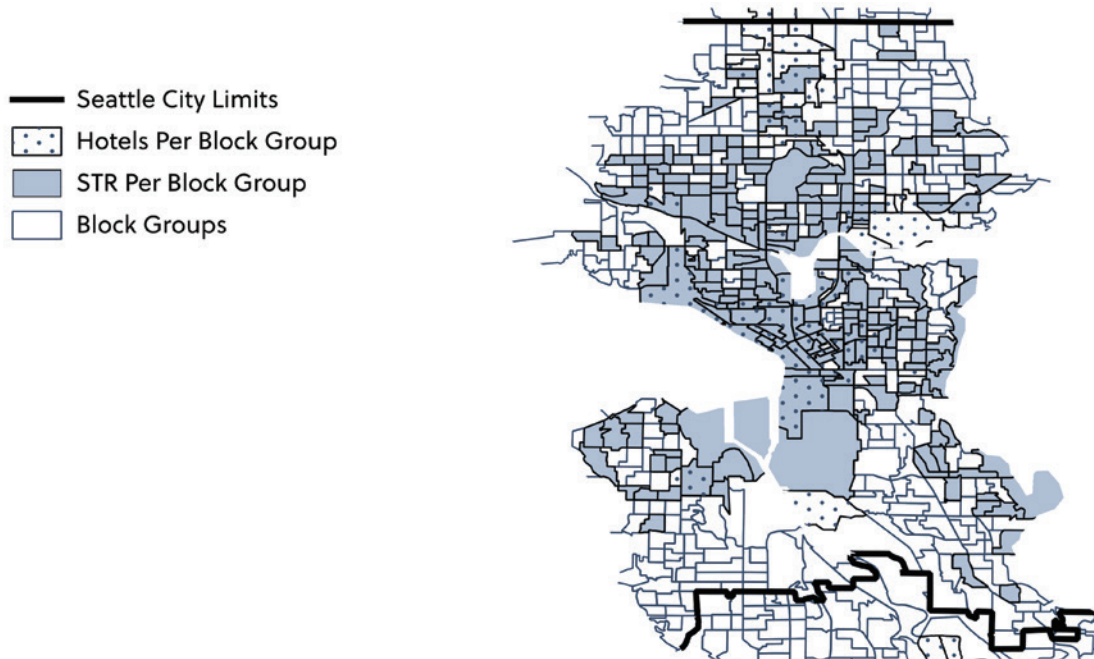 Seattle City Limits
Hotels Per Block Group
STR Per Block Group
Block Groups